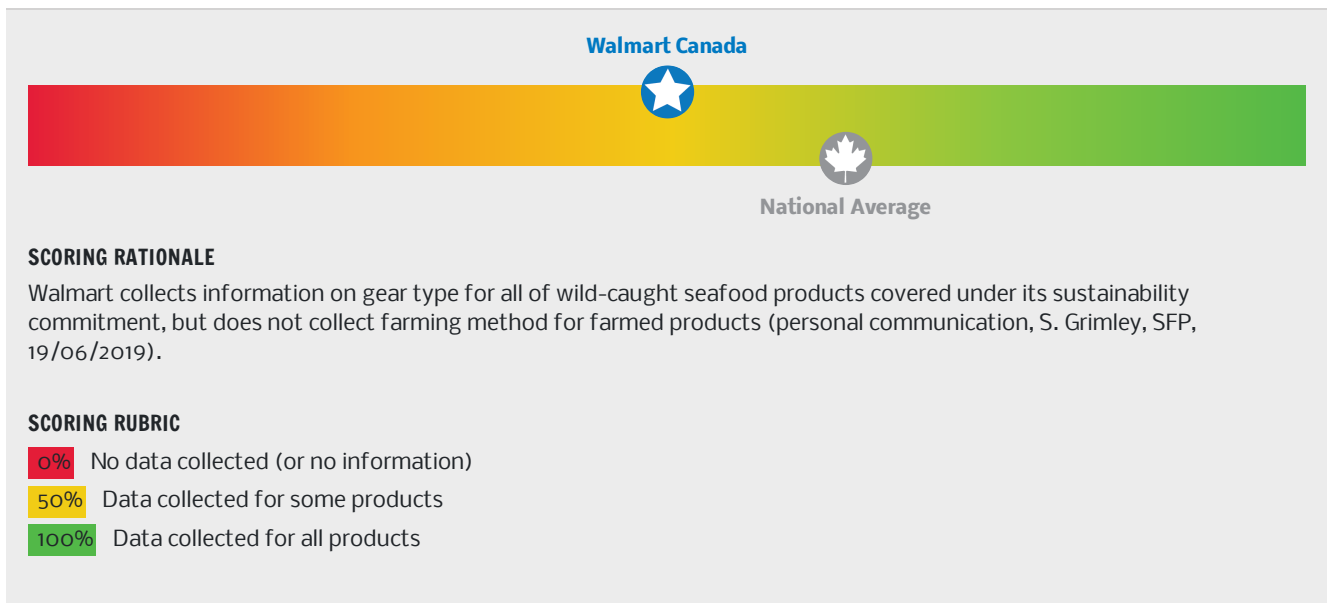 Walmart Canada
National Average
SCORING RATIONALE
Walmart collects information on gear type for all of wild-caught seafood products covered under its sustainability
commitment, but does not collect farming method for farmed products (personal communication, S. Grimley, SFP,
19/06/2019).
SCORING RUBRIC
0% No data collected (or no information)
50% Data collected for some products
100% Data collected for all products